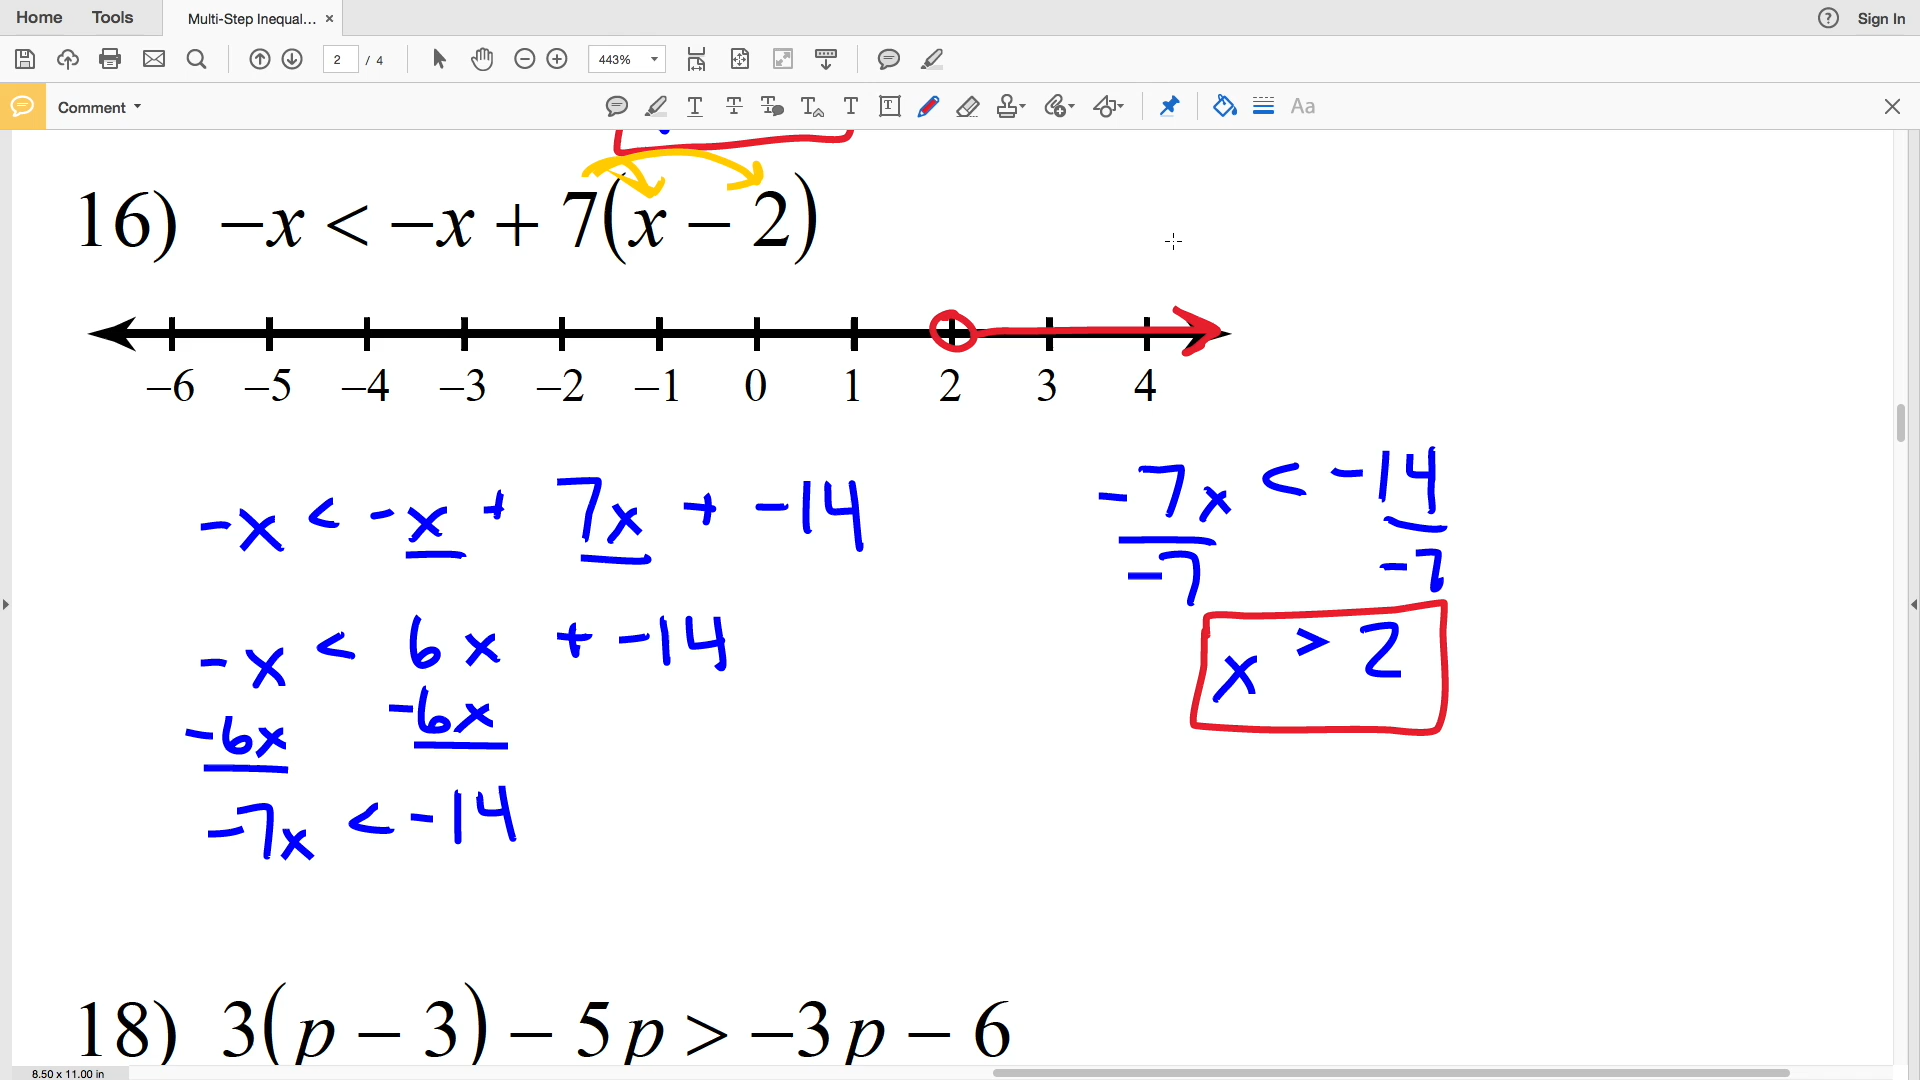 Home Tools Multi-Step Inequal... × ? Sign In
2 / 4 443%
Comment T T T T T T Aa
16) −x < −x + 7(x − 2)
−6 −5 −4 −3 −2 −1 0 1 2 3 4
-x < -x + 7x + -14
-x < 6x + -14
-6x -6x
-7x < -14
-7x < -14
-7 -7
x > 2
18) 3(p − 3) − 5p > −3p − 6
8.50 x 11.00 in